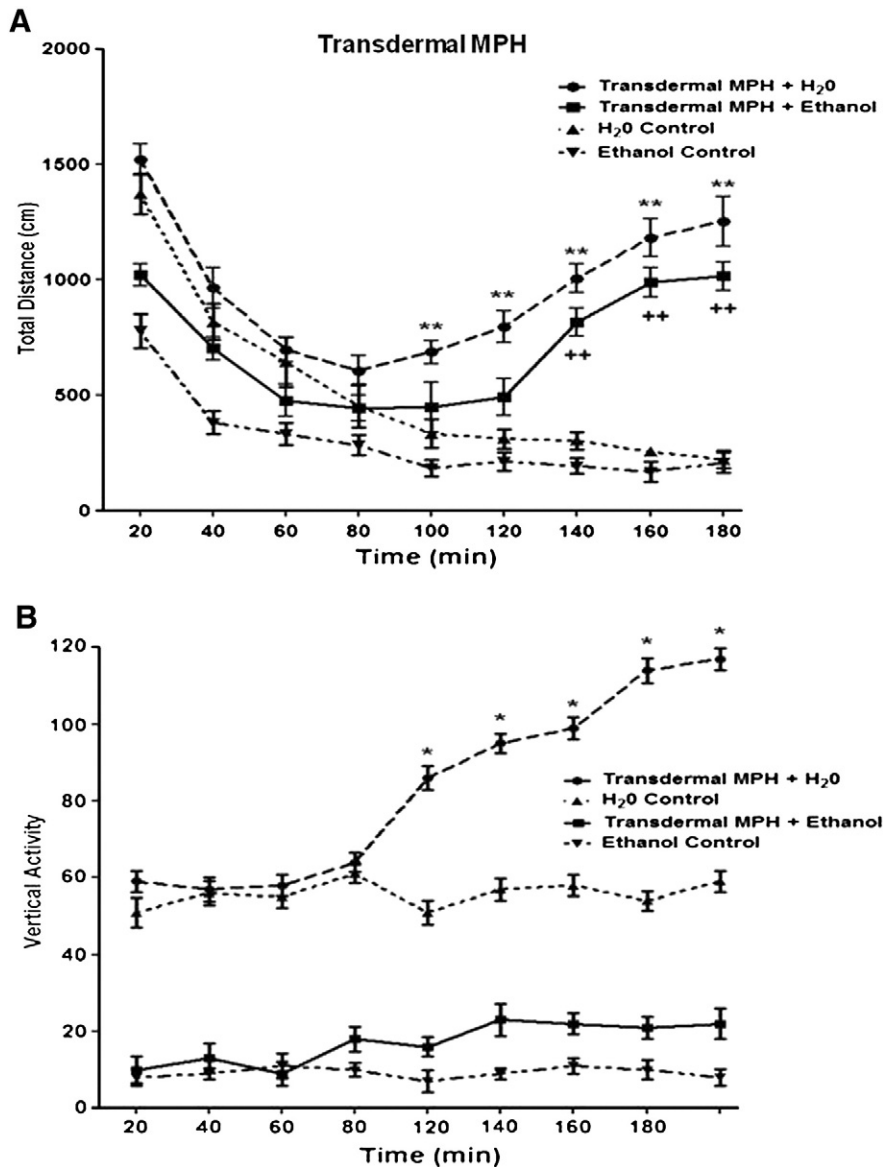 A
Transdermal MPH
2000
1500
1000
500
0
Total Distance (cm)
Transdermal MPH + H20
Transdermal MPH + Ethanol
H20 Control
Ethanol Control
** ** ** ** **
++ ++ ++
20 40 60 80 100 120 140 160 180
Time (min)
B
120
100
80
60
40
20
0
Vertical Activity
* * * * *
Transdermal MPH + H20
H20 Control
Transdermal MPH + Ethanol
Ethanol Control
20 40 60 80 120 140 160 180
Time (min)